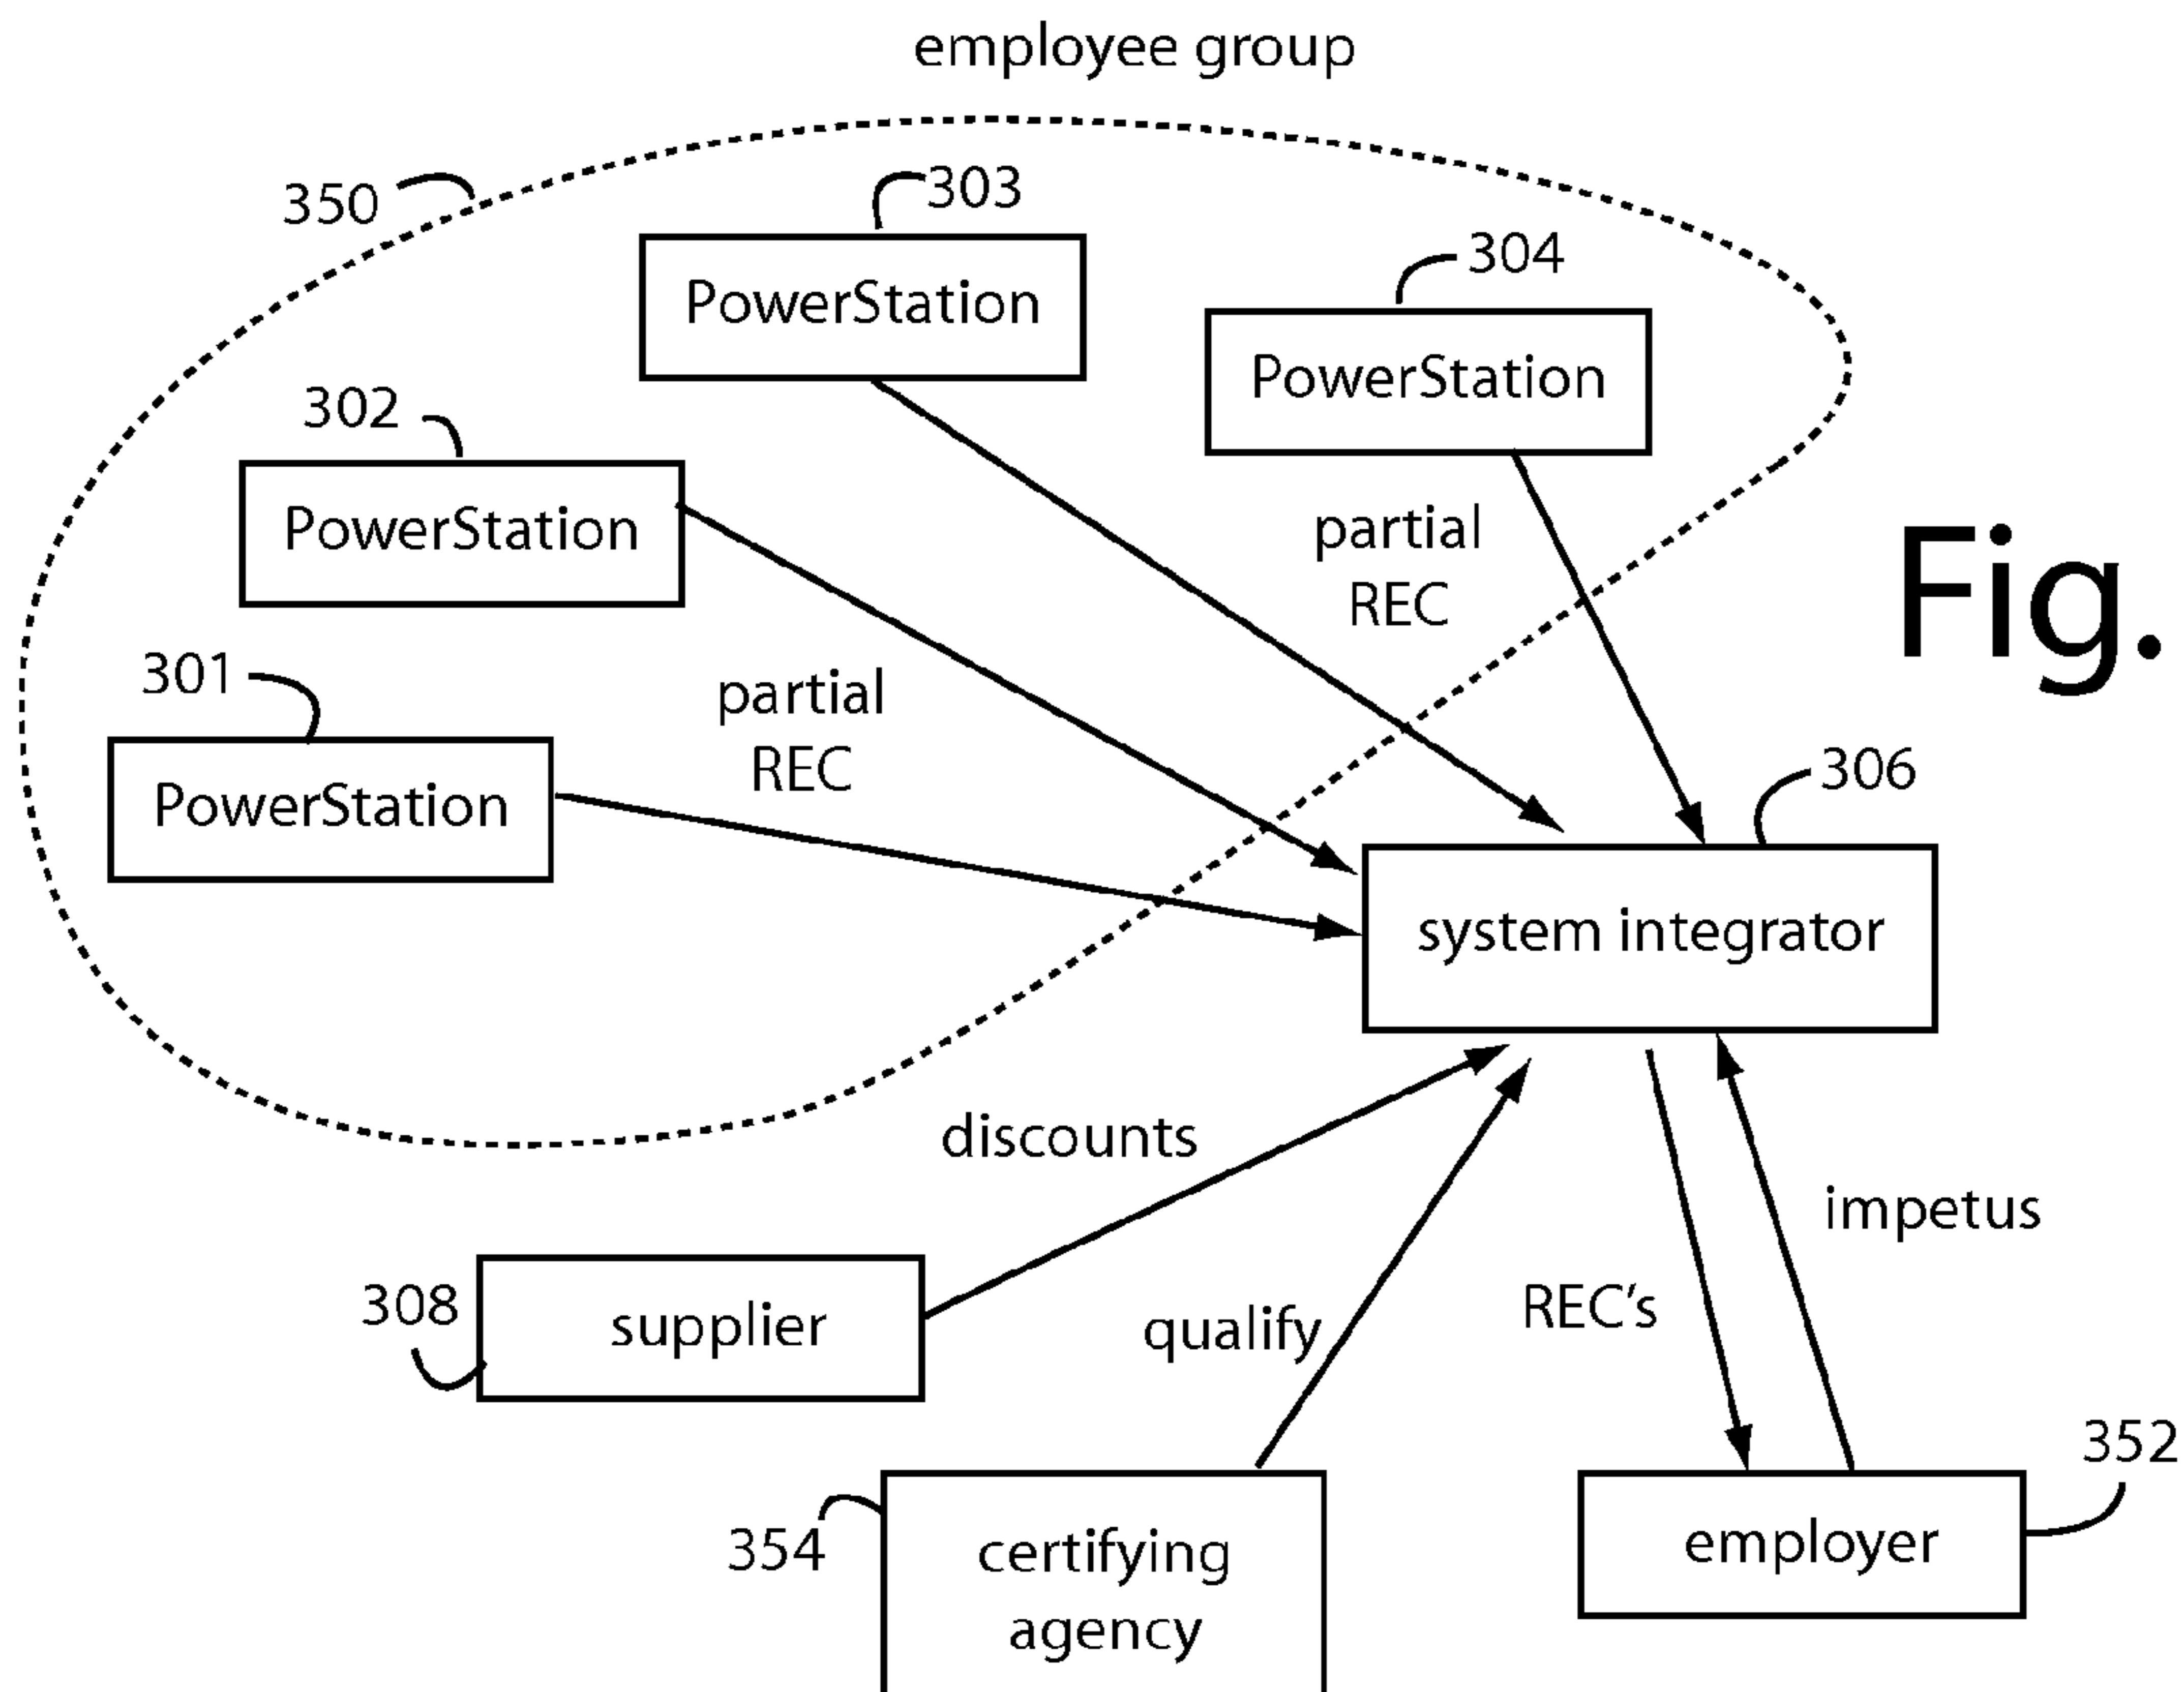 employee group
350
303
PowerStation
304
PowerStation
302
PowerStation
partial
REC
Fig.
301
PowerStation
partial
REC
306
system integrator
discounts
impetus
308
supplier
qualify
REC's
352
employer
354
certifying
agency